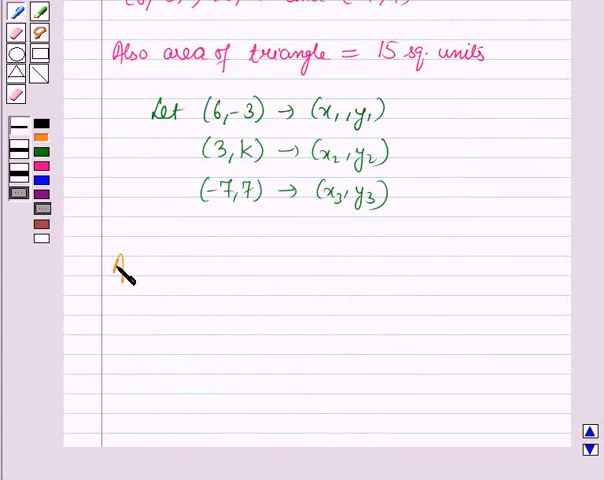 Also area of triangle = 15 sq. units
Let (6,-3) → (x₁, y₁)
(3, k) → (x₂, y₂)
(-7, 7) → (x₃, y₃)